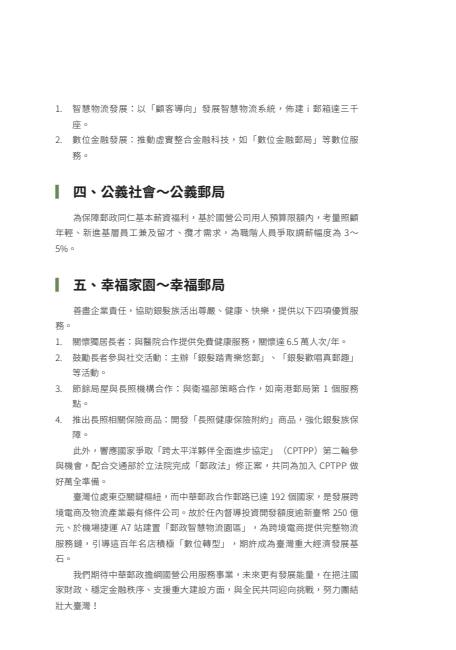 1. 智慧物流發展：以「顧客導向」發展智慧物流系統，佈建 i 郵箱達三千
座。
2. 數位金融發展：推動虛實整合金融科技，如「數位金融郵局」等數位服
務。
四、公義社會～公義郵局
為保障郵政同仁基本薪資福利，基於國營公司用人預算限額內，考量照顧
年輕、新進基層員工兼及留才、攬才需求，為職階人員爭取調薪幅度為 3～
5%。
五、幸福家園～幸福郵局
善盡企業責任，協助銀髮族活出尊嚴、健康、快樂，提供以下四項優質服
務。
1. 關懷獨居長者：與醫院合作提供免費健康服務，關懷達 6.5 萬人次/年。
2. 鼓勵長者參與社交活動：主辦「銀髮踏青樂悠郵」、「銀髮歡唱真郵趣」
等活動。
3. 節餘局屋與長照機構合作：與衛福部策略合作，如南港郵局第 1 個服務
點。
4. 推出長照相關保險商品：開發「長照健康保險附約」商品，強化銀髮族保
障。
此外，響應國家爭取「跨太平洋夥伴全面進步協定」（CPTPP）第二輪參
與機會，配合交通部於立法院完成「郵政法」修正案，共同為加入 CPTPP 做
好萬全準備。
臺灣位處東亞關鍵樞紐，而中華郵政合作郵路已達 192 個國家，是發展跨
境電商及物流產業最有條件公司。故於任內督導投資開發額度逾新臺幣 250 億
元、於機場捷運 A7 站建置「郵政智慧物流園區」，為跨境電商提供完整物流
服務鏈，引導這百年名店積極「數位轉型」，期許成為臺灣重大經濟發展基
石。
我們期待中華郵政擔綱國營公用服務事業，未來更有發展能量，在挹注國
家財政、穩定金融秩序、支援重大建設方面，與全民共同迎向挑戰，努力團結
壯大臺灣！